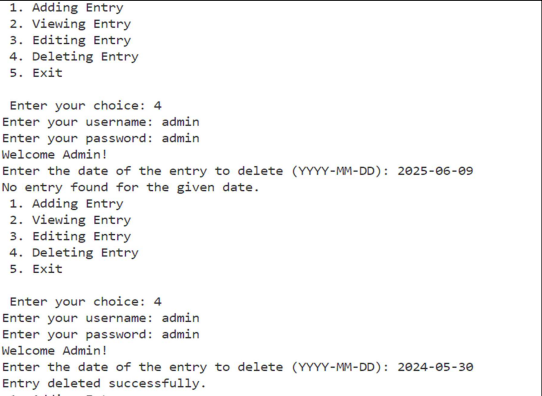 1. Adding Entry
2. Viewing Entry
3. Editing Entry
4. Deleting Entry
5. Exit
Enter your choice: 4
Enter your username: admin
Enter your password: admin
Welcome Admin!
Enter the date of the entry to delete (YYYY-MM-DD): 2025-06-09
No entry found for the given date.
1. Adding Entry
2. Viewing Entry
3. Editing Entry
4. Deleting Entry
5. Exit
Enter your choice: 4
Enter your username: admin
Enter your password: admin
Welcome Admin!
Enter the date of the entry to delete (YYYY-MM-DD): 2024-05-30
Entry deleted successfully.